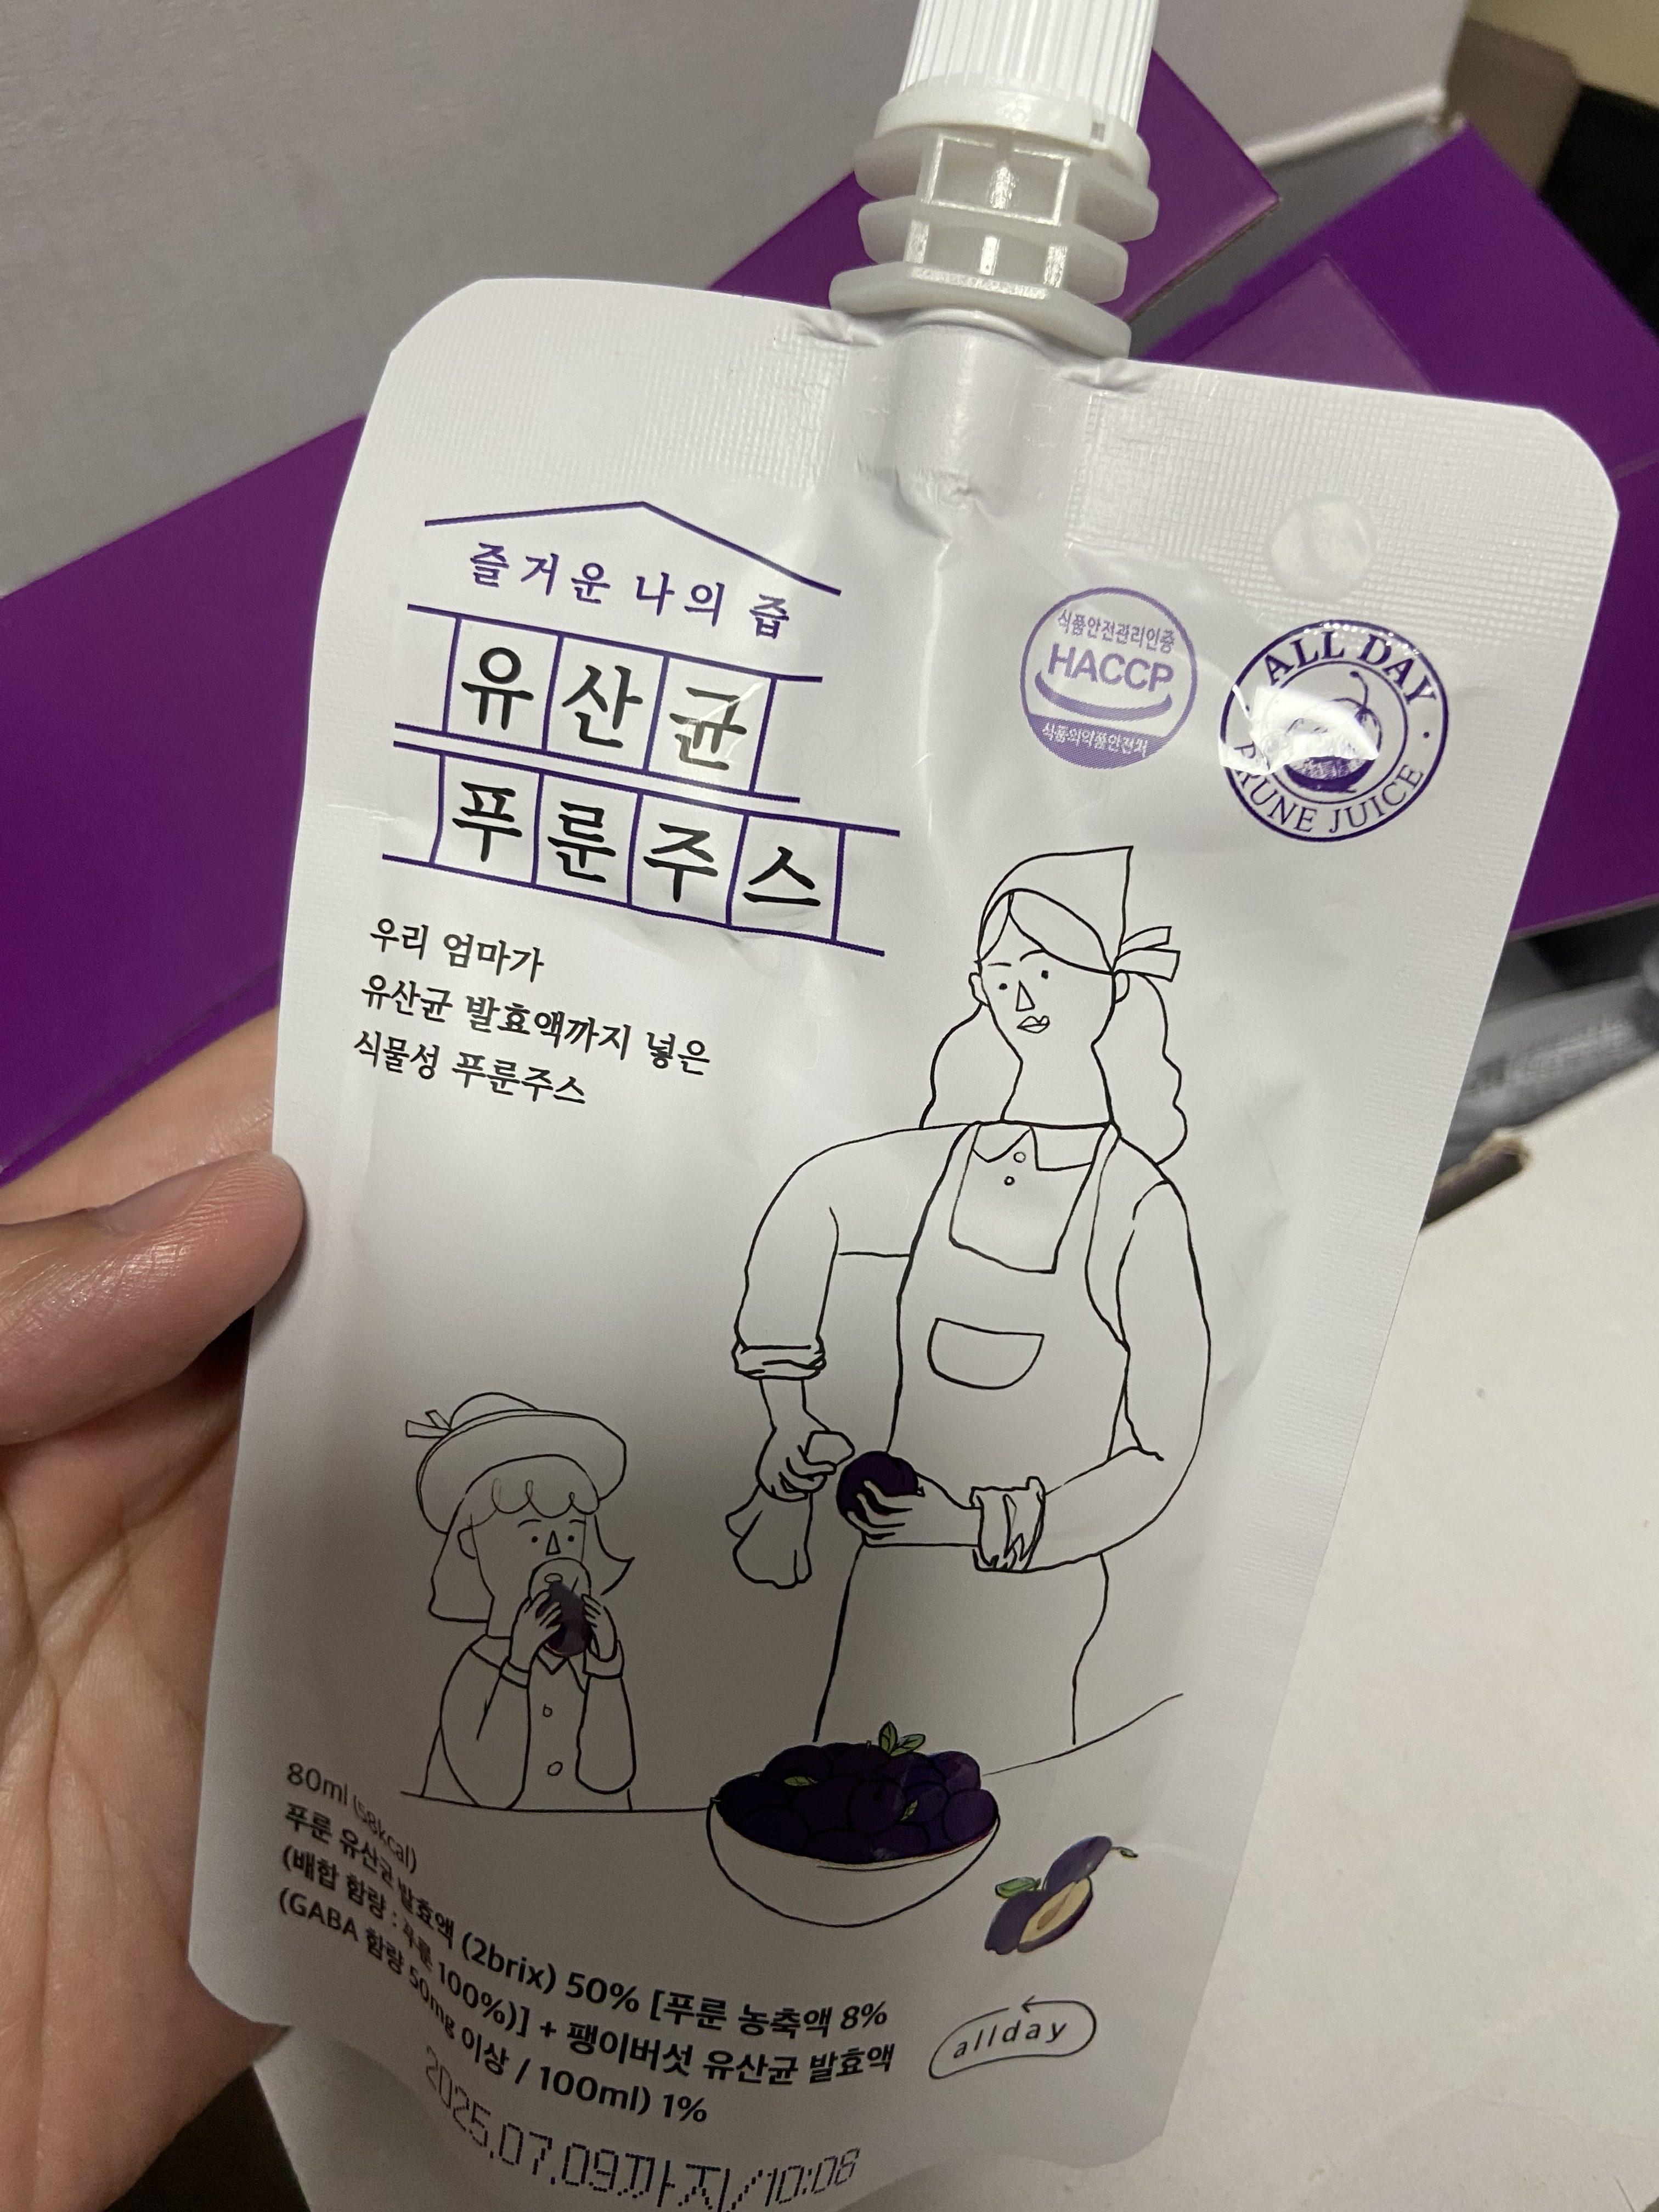 즐거운 나의 즙
유산균
푸룬주스
식품안전관리인증
HACCP
식품의약품안전처
ALL DAY
PRUNE JUICE
우리 엄마가
유산균 발효액까지 넣은
식물성 푸룬주스
80ml (58kcal)
푸룬 유산균 발효액 (2brix) 50% [푸룬 농축액 8%
(배합 함량 : 푸룬 100%)] + 팽이버섯 유산균 발효액
(GABA 함량 50mg 이상 / 100ml) 1%
allday
2025.07.09까지/10:08